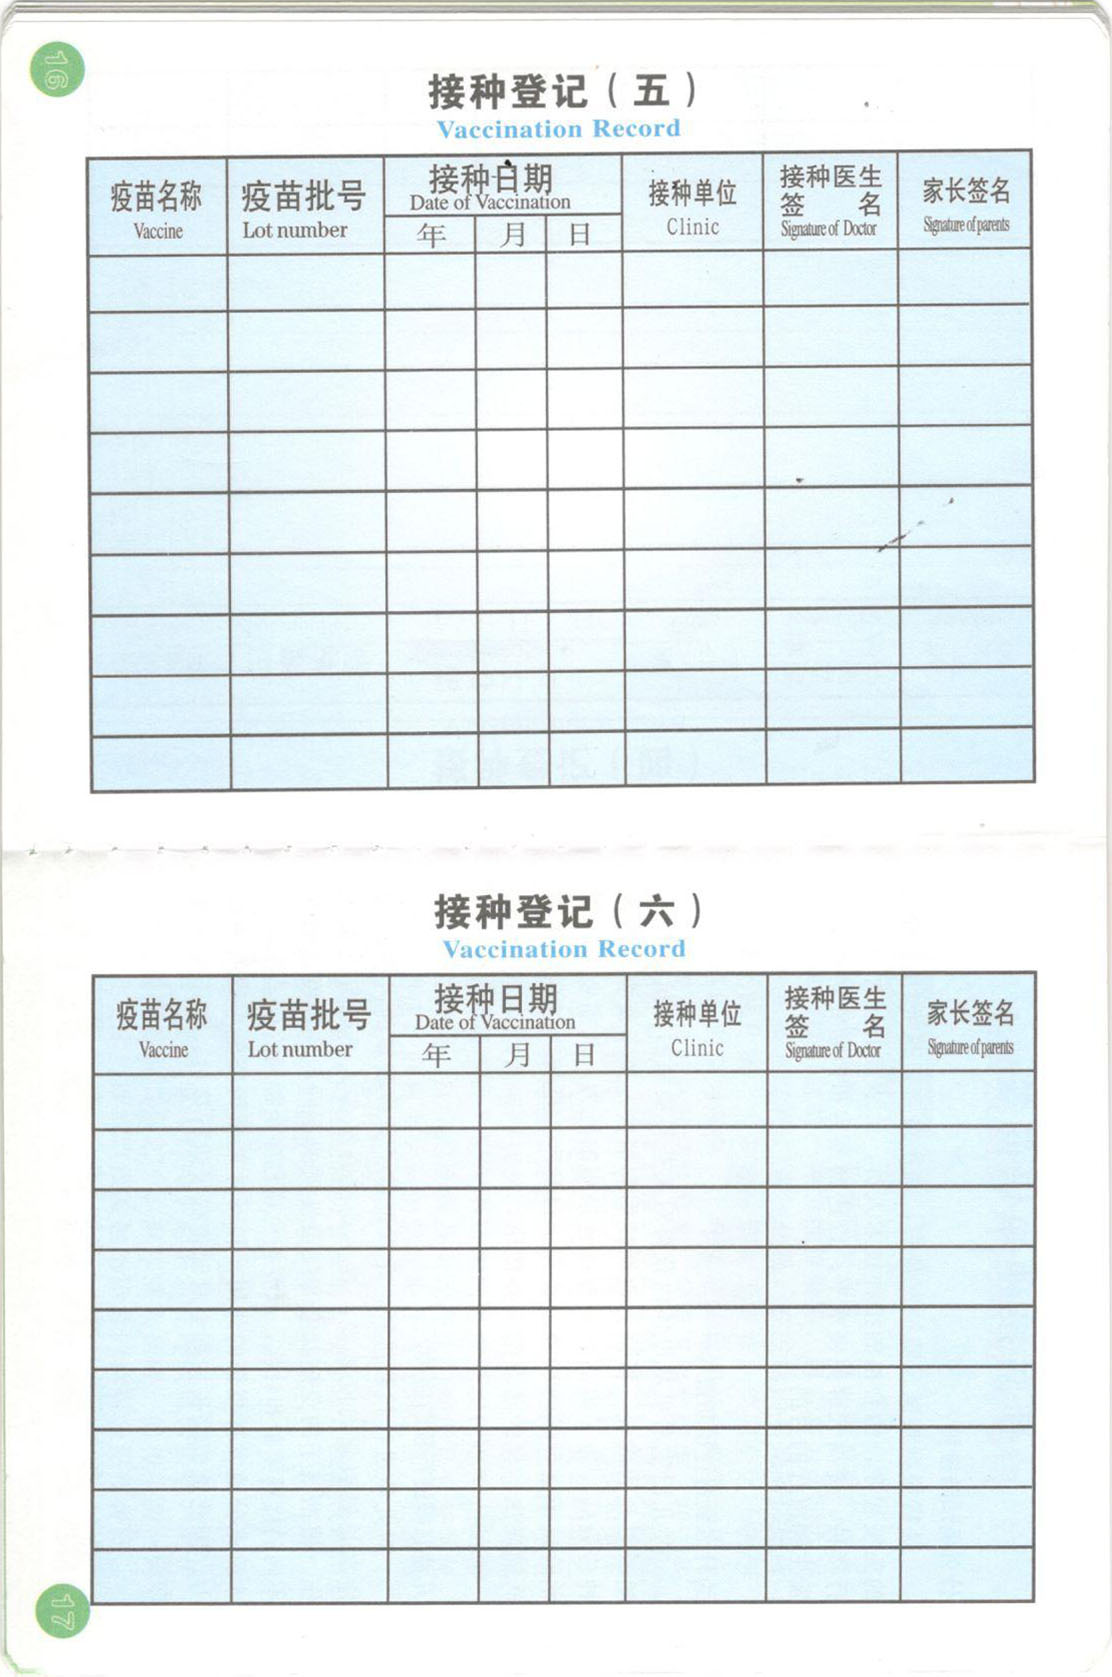 16
接种登记（五）
Vaccination Record
疫苗名称
Vaccine
疫苗批号
Lot number
接种日期
Date of Vaccination
年 月 日
接种单位
Clinic
接种医生
签 名
Signature of Doctor
家长签名
Signature of parents
接种登记（六）
Vaccination Record
疫苗名称
Vaccine
疫苗批号
Lot number
接种日期
Date of Vaccination
年 月 日
接种单位
Clinic
接种医生
签 名
Signature of Doctor
家长签名
Signature of parents
17